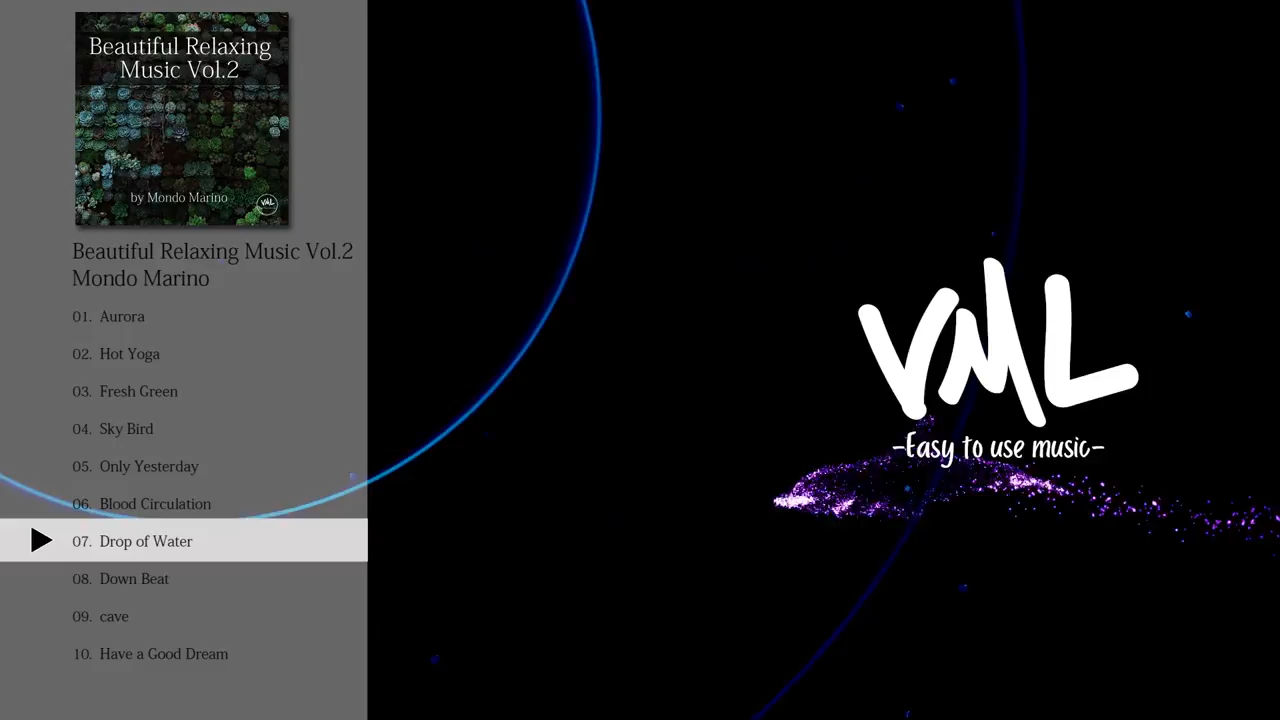 Beautiful Relaxing
Music Vol.2
by Mondo Marino
VML
Beautiful Relaxing Music Vol.2
Mondo Marino
01. Aurora
02. Hot Yoga
03. Fresh Green
04. Sky Bird
05. Only Yesterday
06. Blood Circulation
07. Drop of Water
08. Down Beat
09. cave
10. Have a Good Dream
VML
-Easy to use music-